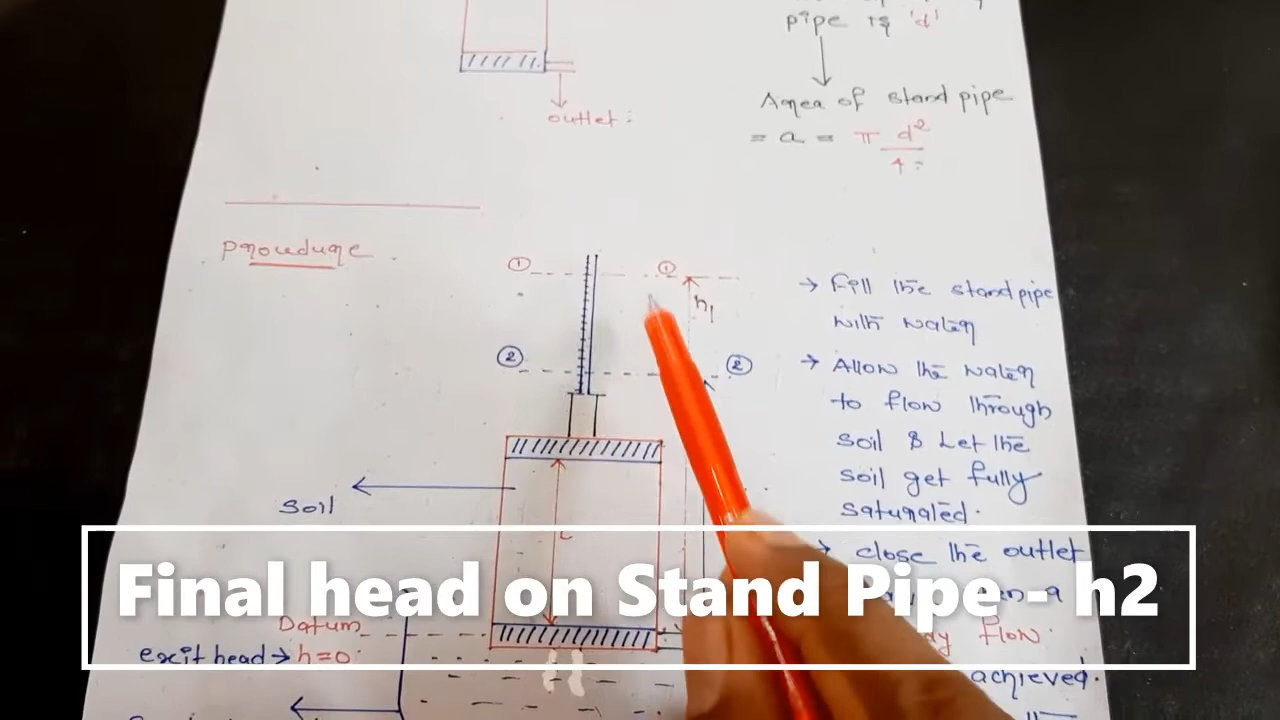 pipe is 'd'
Area of stand pipe
= a = π d²
4
outlet:
Procedure
① ①
h1
② ②
soil
L
Datum
exit head → h=0
→ Fill the standpipe
with water
→ Allow the water
to flow through
soil & Let the
soil get fully
saturated.
→ close the outlet
flow.
achieved.
Final head on Stand Pipe - h2